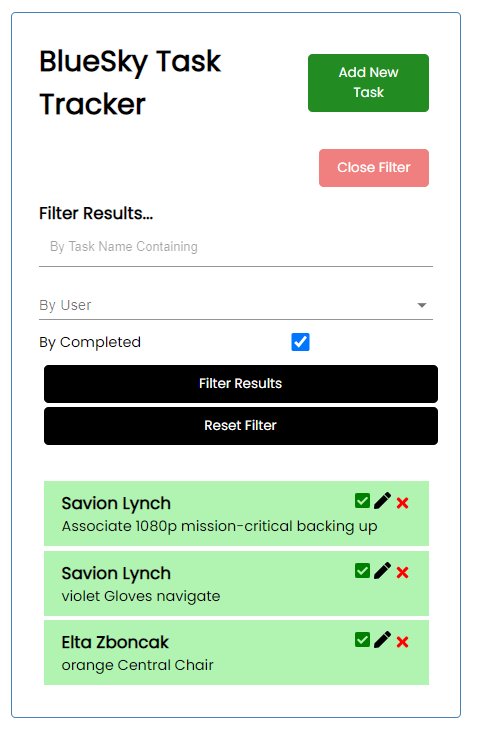 BlueSky Task
Tracker
Add New
Task
Close Filter
Filter Results...
By Task Name Containing
By User
By Completed
Filter Results
Reset Filter
Savion Lynch
Associate 1080p mission-critical backing up
Savion Lynch
violet Gloves navigate
Elta Zboncak
orange Central Chair